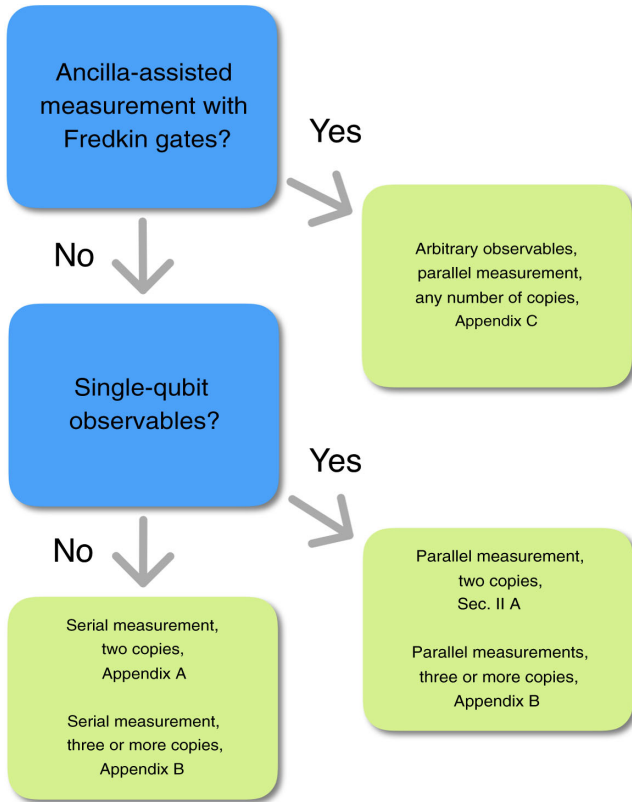 Ancilla-assisted
measurement with
Fredkin gates?
Yes
No
Arbitrary observables,
parallel measurement,
any number of copies,
Appendix C
Single-qubit
observables?
Yes
No
Parallel measurement,
two copies,
Sec. II A
Parallel measurements,
three or more copies,
Appendix B
Serial measurement,
two copies,
Appendix A
Serial measurement,
three or more copies,
Appendix B